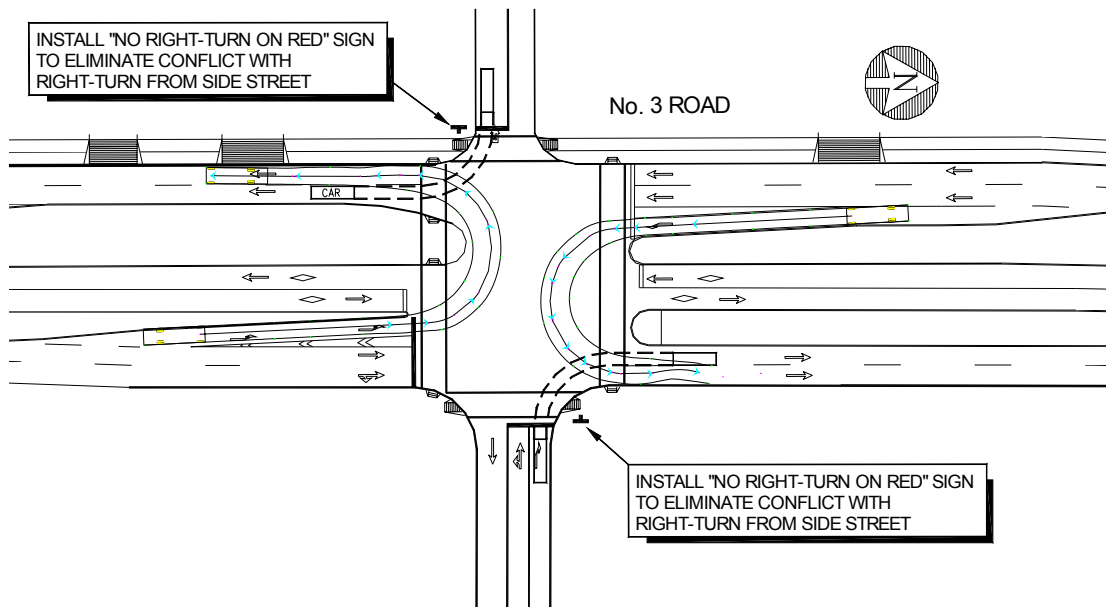 INSTALL "NO RIGHT-TURN ON RED" SIGN
TO ELIMINATE CONFLICT WITH
RIGHT-TURN FROM SIDE STREET
No. 3 ROAD
N
CAR
INSTALL "NO RIGHT-TURN ON RED" SIGN
TO ELIMINATE CONFLICT WITH
RIGHT-TURN FROM SIDE STREET